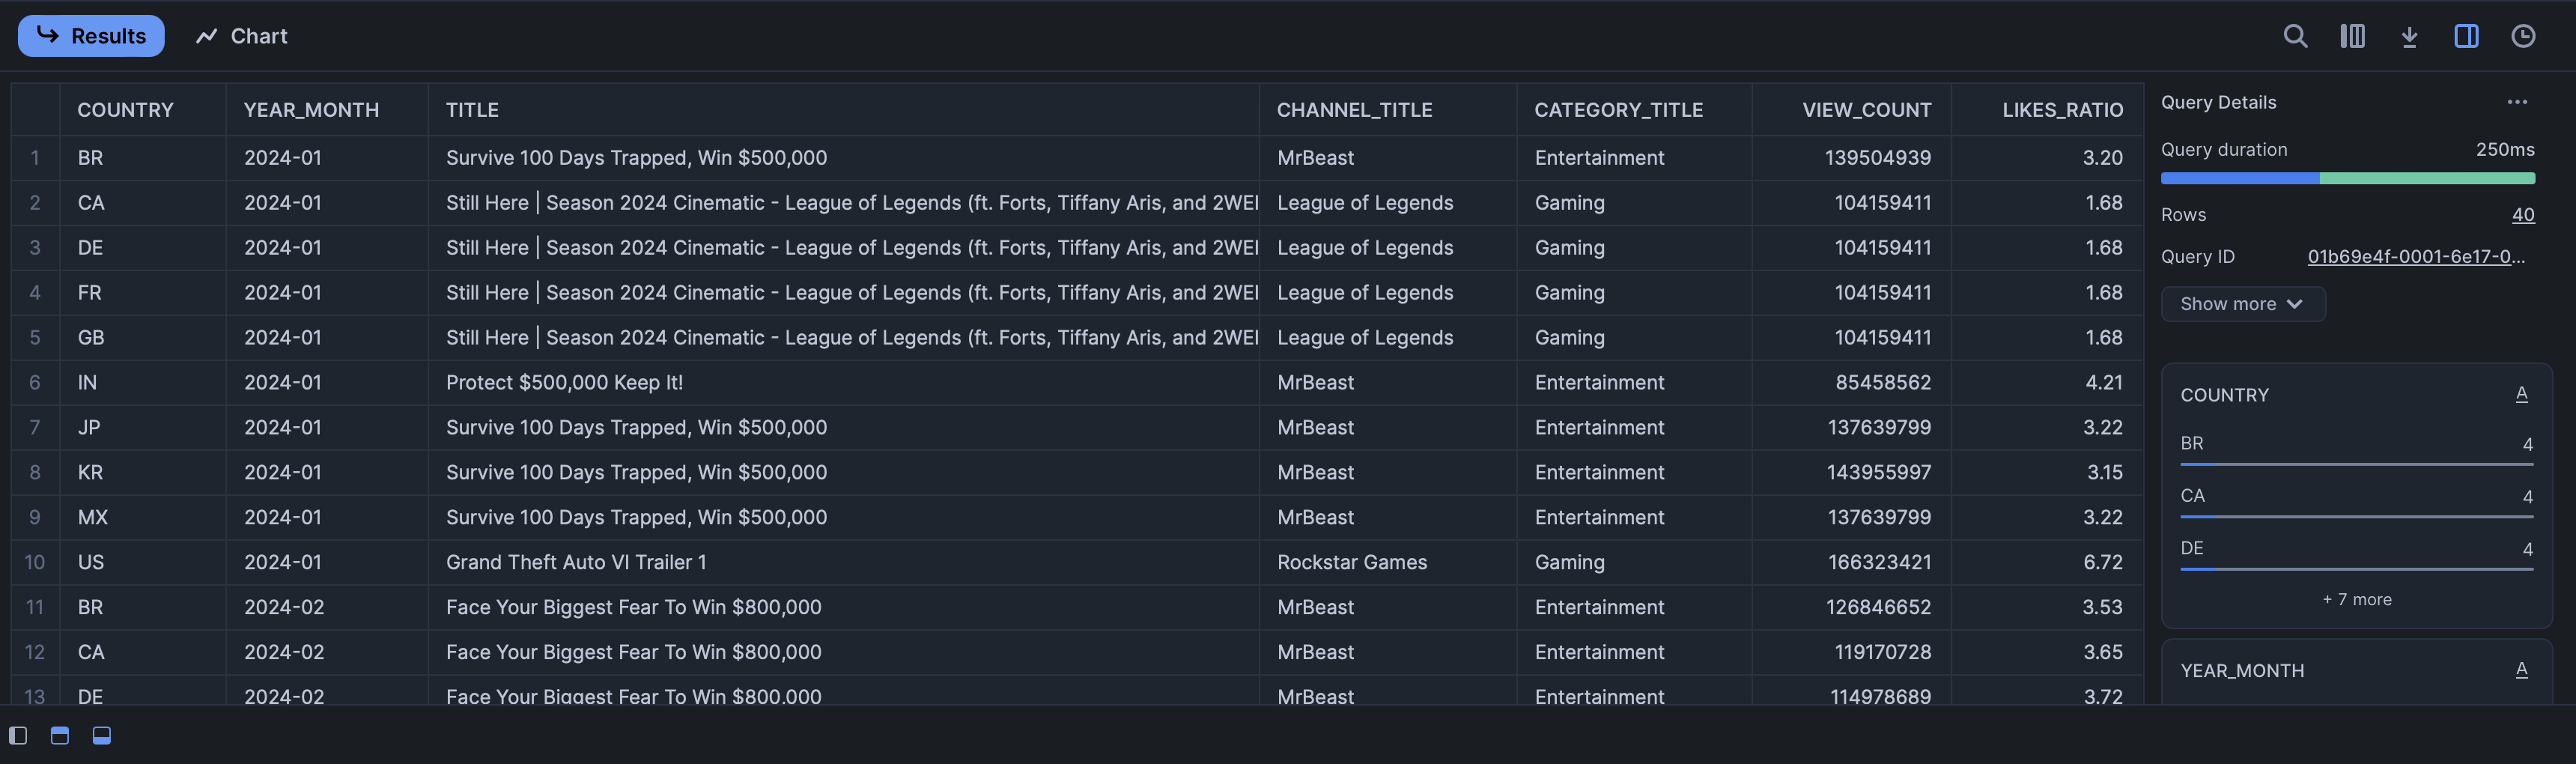 Results Chart
COUNTRY YEAR_MONTH TITLE CHANNEL_TITLE CATEGORY_TITLE VIEW_COUNT LIKES_RATIO
1 BR 2024-01 Survive 100 Days Trapped, Win $500,000 MrBeast Entertainment 139504939 3.20
2 CA 2024-01 Still Here | Season 2024 Cinematic - League of Legends (ft. Forts, Tiffany Aris, and 2WEI League of Legends Gaming 104159411 1.68
3 DE 2024-01 Still Here | Season 2024 Cinematic - League of Legends (ft. Forts, Tiffany Aris, and 2WEI League of Legends Gaming 104159411 1.68
4 FR 2024-01 Still Here | Season 2024 Cinematic - League of Legends (ft. Forts, Tiffany Aris, and 2WEI League of Legends Gaming 104159411 1.68
5 GB 2024-01 Still Here | Season 2024 Cinematic - League of Legends (ft. Forts, Tiffany Aris, and 2WEI League of Legends Gaming 104159411 1.68
6 IN 2024-01 Protect $500,000 Keep It! MrBeast Entertainment 85458562 4.21
7 JP 2024-01 Survive 100 Days Trapped, Win $500,000 MrBeast Entertainment 137639799 3.22
8 KR 2024-01 Survive 100 Days Trapped, Win $500,000 MrBeast Entertainment 143955997 3.15
9 MX 2024-01 Survive 100 Days Trapped, Win $500,000 MrBeast Entertainment 137639799 3.22
10 US 2024-01 Grand Theft Auto VI Trailer 1 Rockstar Games Gaming 166323421 6.72
11 BR 2024-02 Face Your Biggest Fear To Win $800,000 MrBeast Entertainment 126846652 3.53
12 CA 2024-02 Face Your Biggest Fear To Win $800,000 MrBeast Entertainment 119170728 3.65
13 DE 2024-02 Face Your Biggest Fear To Win $800,000 MrBeast Entertainment 114978689 3.72
Query Details ...
Query duration 250ms
Rows 40
Query ID 01b69e4f-0001-6e17-0...
Show more
COUNTRY A
BR 4
CA 4
DE 4
+ 7 more
YEAR_MONTH A